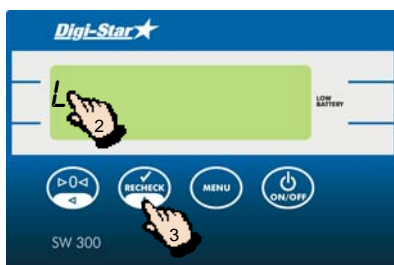 Digi-Star
L
2
LOW
BATTERY
▷0◁
◁
✓
RECHECK
MENU
ON/OFF
3
SW 300